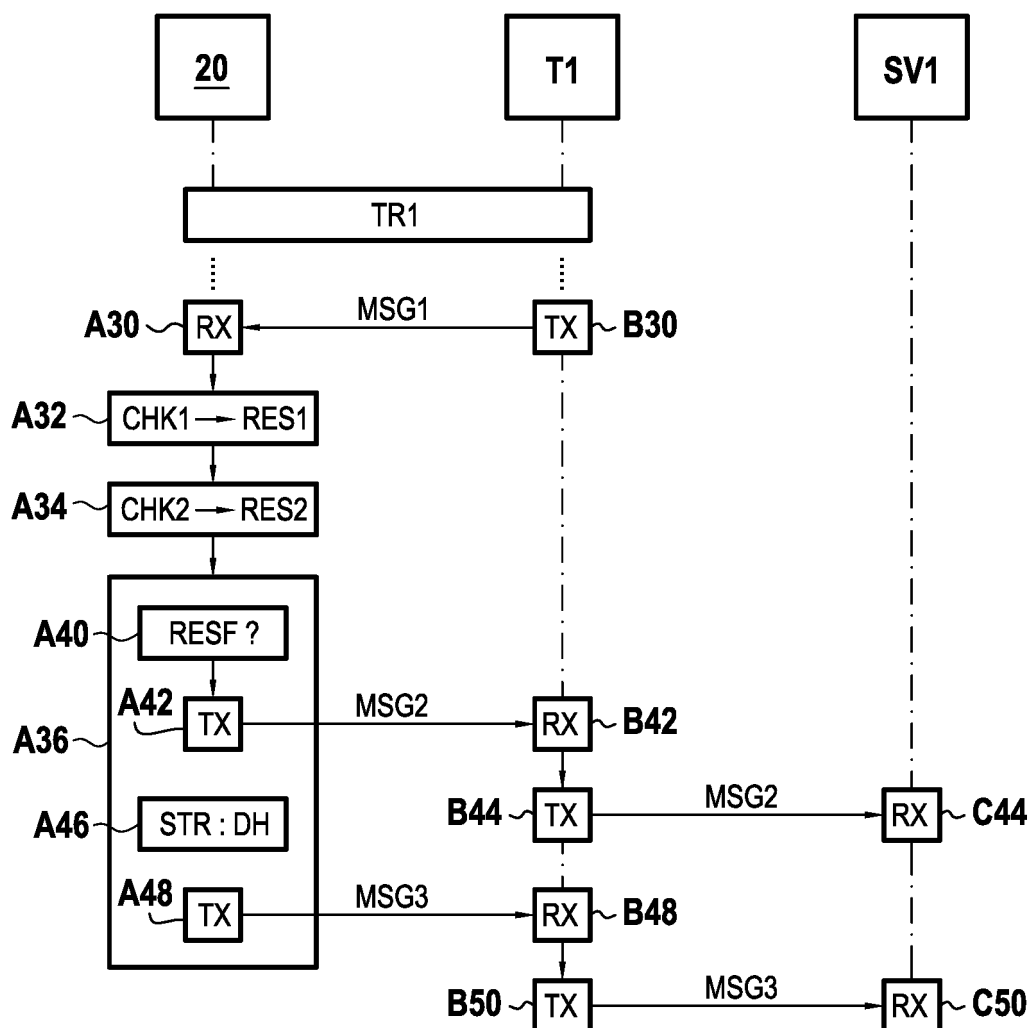 20 T1 SV1
TR1
A30 RX MSG1 TX B30
A32 CHK1 → RES1
A34 CHK2 → RES2
A40 RESF ?
A42 TX MSG2 RX B42
A36
B44 TX MSG2 RX C44
A46 STR : DH
A48 TX MSG3 RX B48
B50 TX MSG3 RX C50